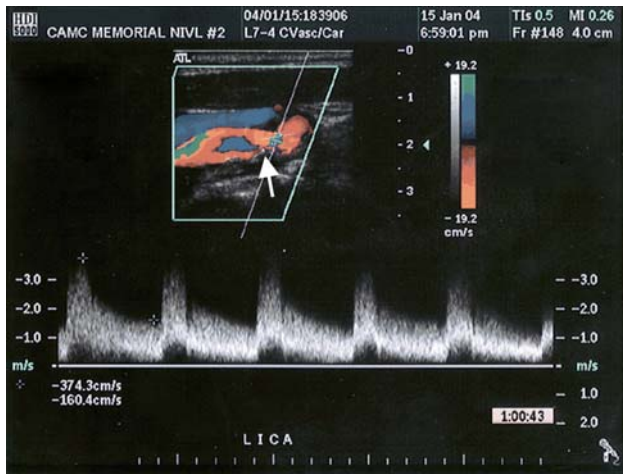 HDI 5000
CAMC MEMORIAL NIVL #2
04/01/15:183906
L7-4 CVasc/Car
15 Jan 04
6:59:01 pm
TIs 0.5 MI 0.26
Fr #148 4.0 cm
ATL
-0
- 1
- 2
- 3
+ 19.2
- 19.2
cm/s
-3.0
-2.0
-1.0
m/s
-374.3cm/s
-160.4cm/s
- 3.0
- 2.0
- 1.0
m/s
- 1.0
- 2.0
1:00:43
LICA